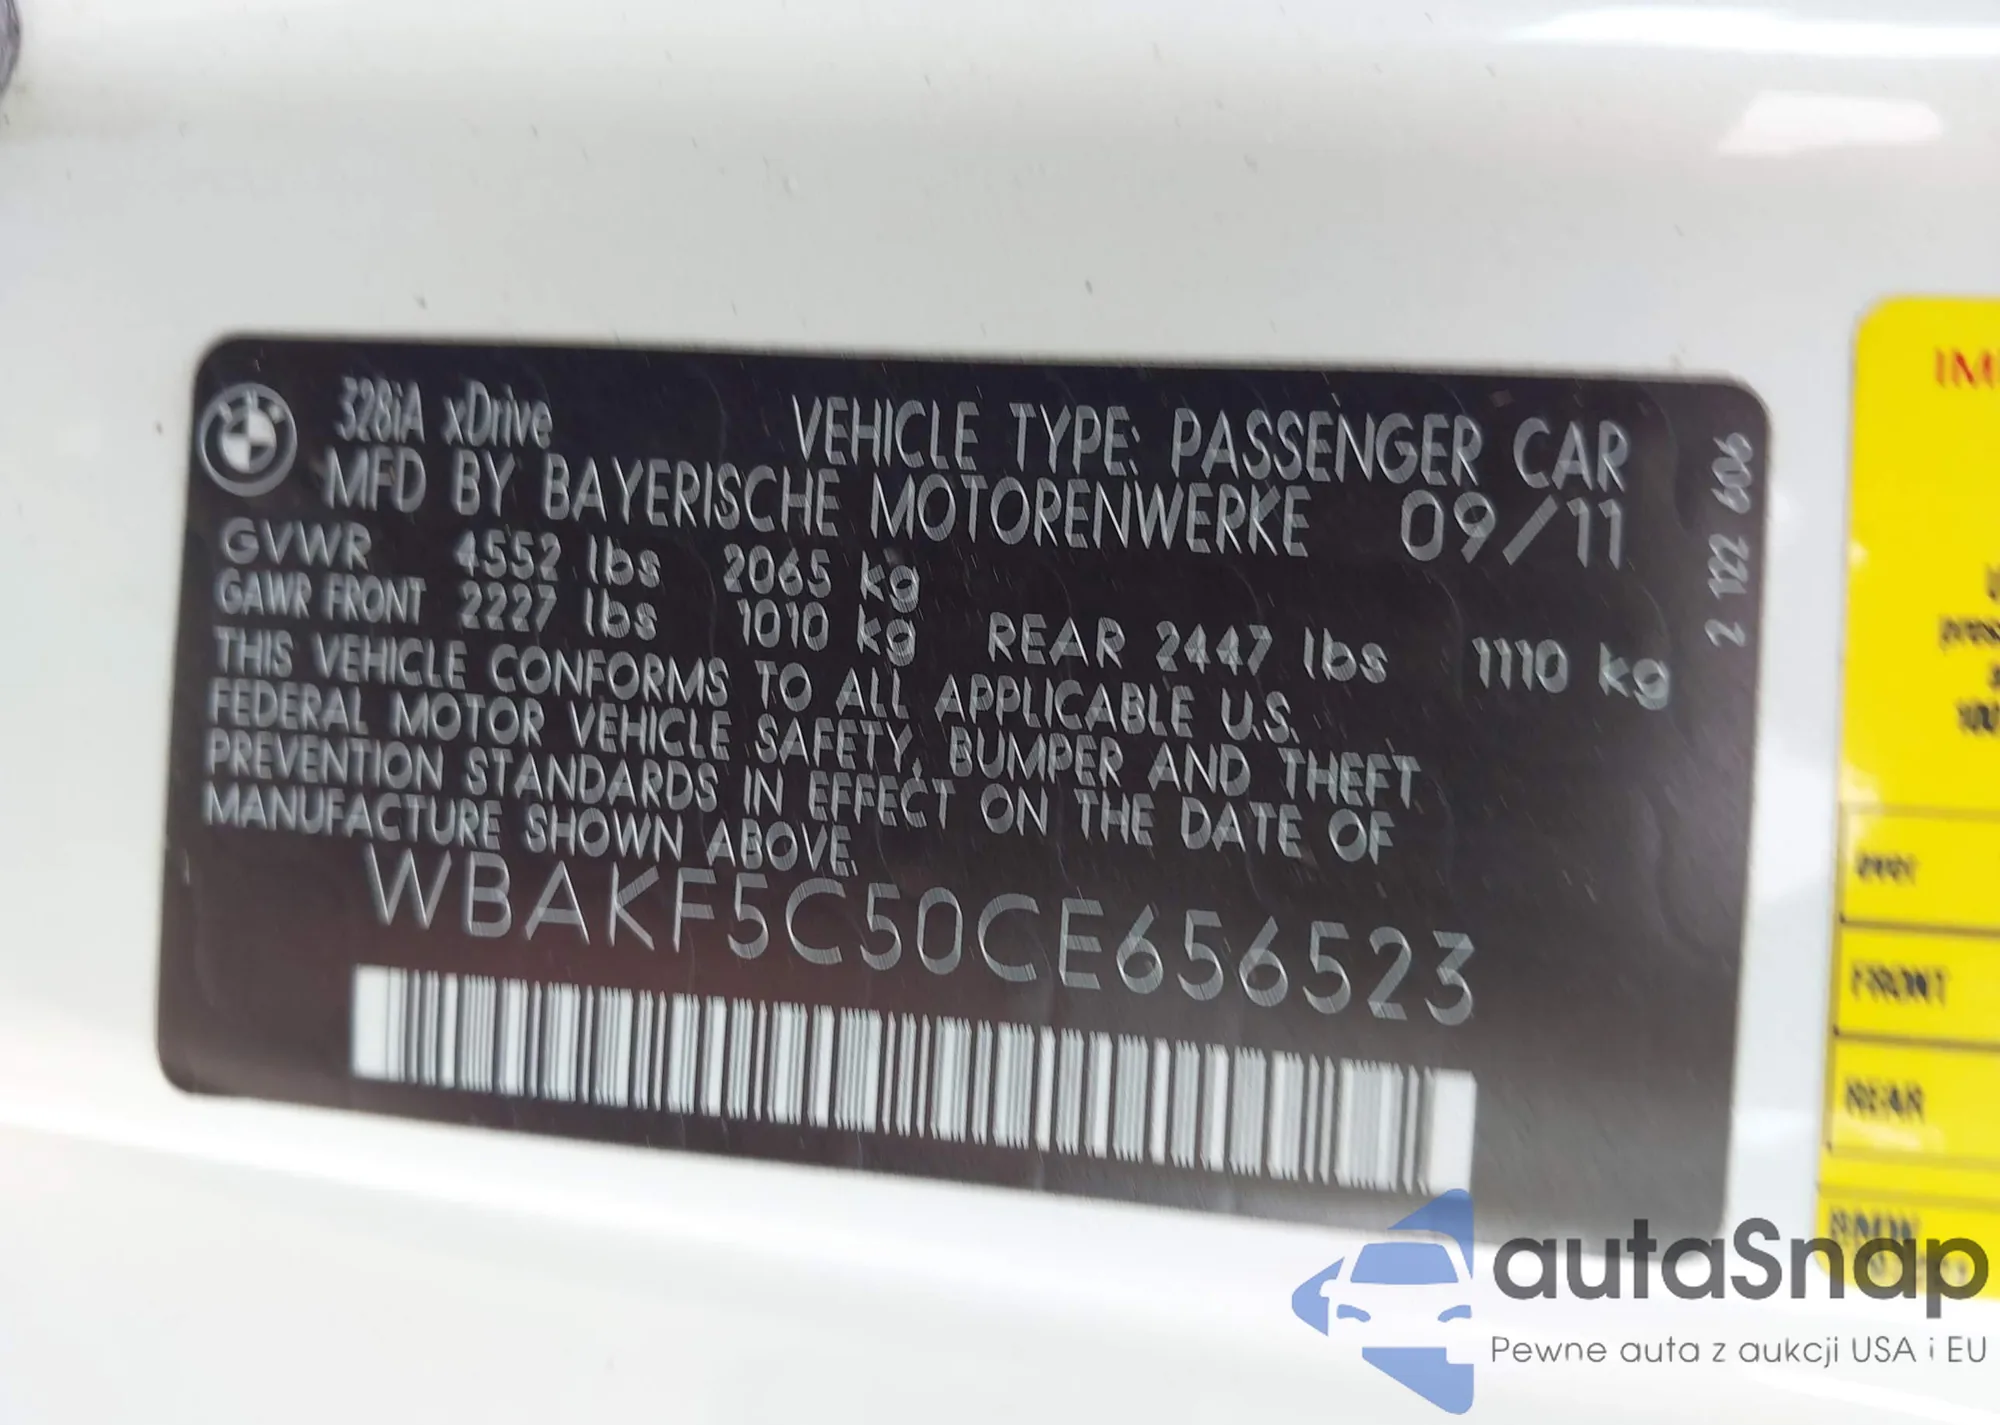 328iA xDrive
VEHICLE TYPE: PASSENGER CAR
MFD BY BAYERISCHE MOTORENWERKE 09/11
GVWR 4552 lbs 2065 kg
GAWR FRONT 2227 lbs 1010 kg REAR 2447 lbs 1110 kg
THIS VEHICLE CONFORMS TO ALL APPLICABLE U.S.
FEDERAL MOTOR VEHICLE SAFETY, BUMPER AND THEFT
PREVENTION STANDARDS IN EFFECT ON THE DATE OF
MANUFACTURE SHOWN ABOVE.
WBAKF5C50CE656523
2 122 606
FRONT
REAR
BMW
autaSnap
Pewne auta z aukcji USA i EU